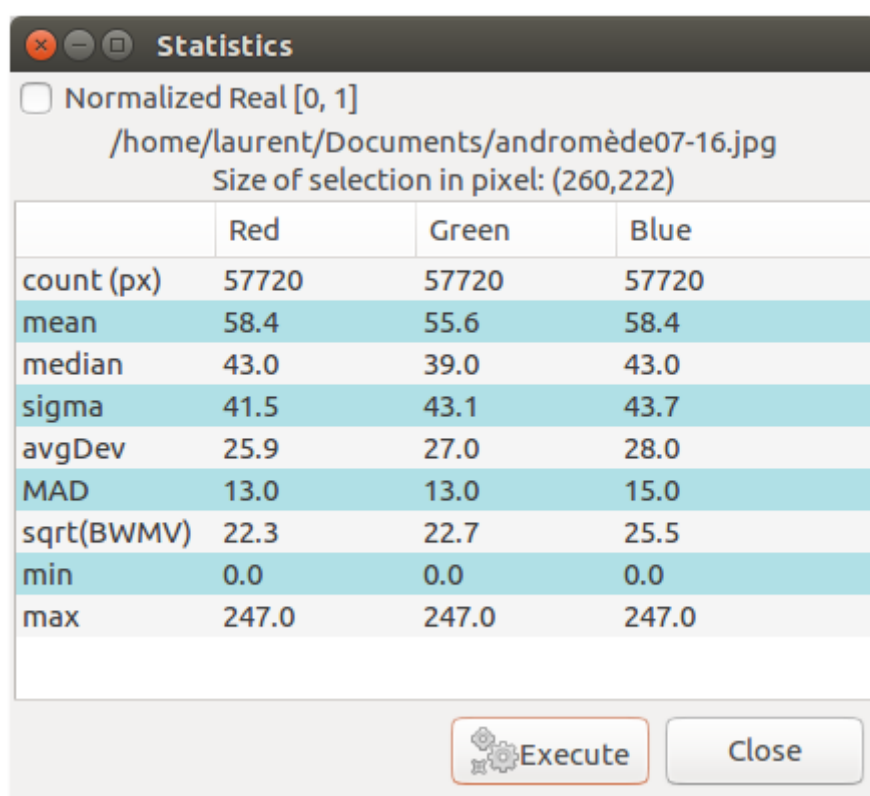 Statistics
Normalized Real [0, 1]
/home/laurent/Documents/andromède07-16.jpg
Size of selection in pixel: (260,222)
Red Green Blue
count (px) 57720 57720 57720
mean 58.4 55.6 58.4
median 43.0 39.0 43.0
sigma 41.5 43.1 43.7
avgDev 25.9 27.0 28.0
MAD 13.0 13.0 15.0
sqrt(BWMV) 22.3 22.7 25.5
min 0.0 0.0 0.0
max 247.0 247.0 247.0
Execute Close